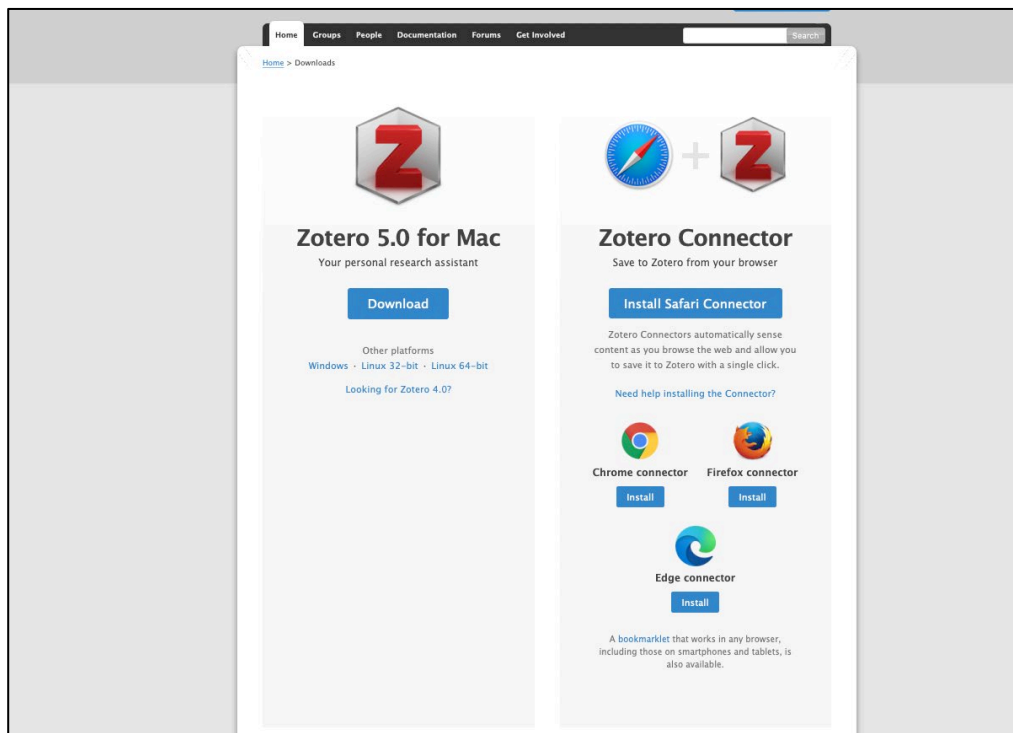 Home Groups People Documentation Forums Get Involved Search
Home > Downloads
Z
Z
Zotero 5.0 for Mac
Your personal research assistant
Download
Other platforms
Windows · Linux 32-bit · Linux 64-bit
Looking for Zotero 4.0?
Zotero Connector
Save to Zotero from your browser
Install Safari Connector
Zotero Connectors automatically sense
content as you browse the web and allow you
to save it to Zotero with a single click.
Need help installing the Connector?
Chrome connector Firefox connector
Install Install
Edge connector
Install
A bookmarklet that works in any browser,
including those on smartphones and tablets, is
also available.